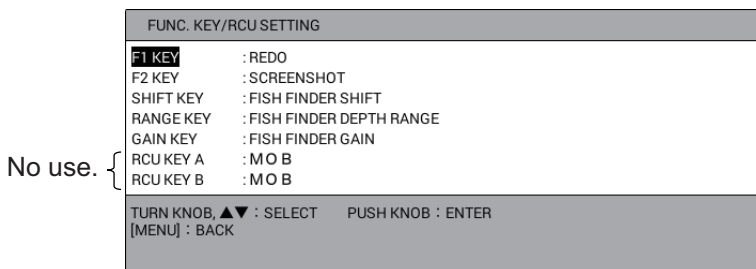 FUNC. KEY/RCU SETTING
F1 KEY : REDO
F2 KEY : SCREENSHOT
SHIFT KEY : FISH FINDER SHIFT
RANGE KEY : FISH FINDER DEPTH RANGE
GAIN KEY : FISH FINDER GAIN
No use.
RCU KEY A : M O B
RCU KEY B : M O B
TURN KNOB, ▲▼ : SELECT PUSH KNOB : ENTER
[MENU] : BACK